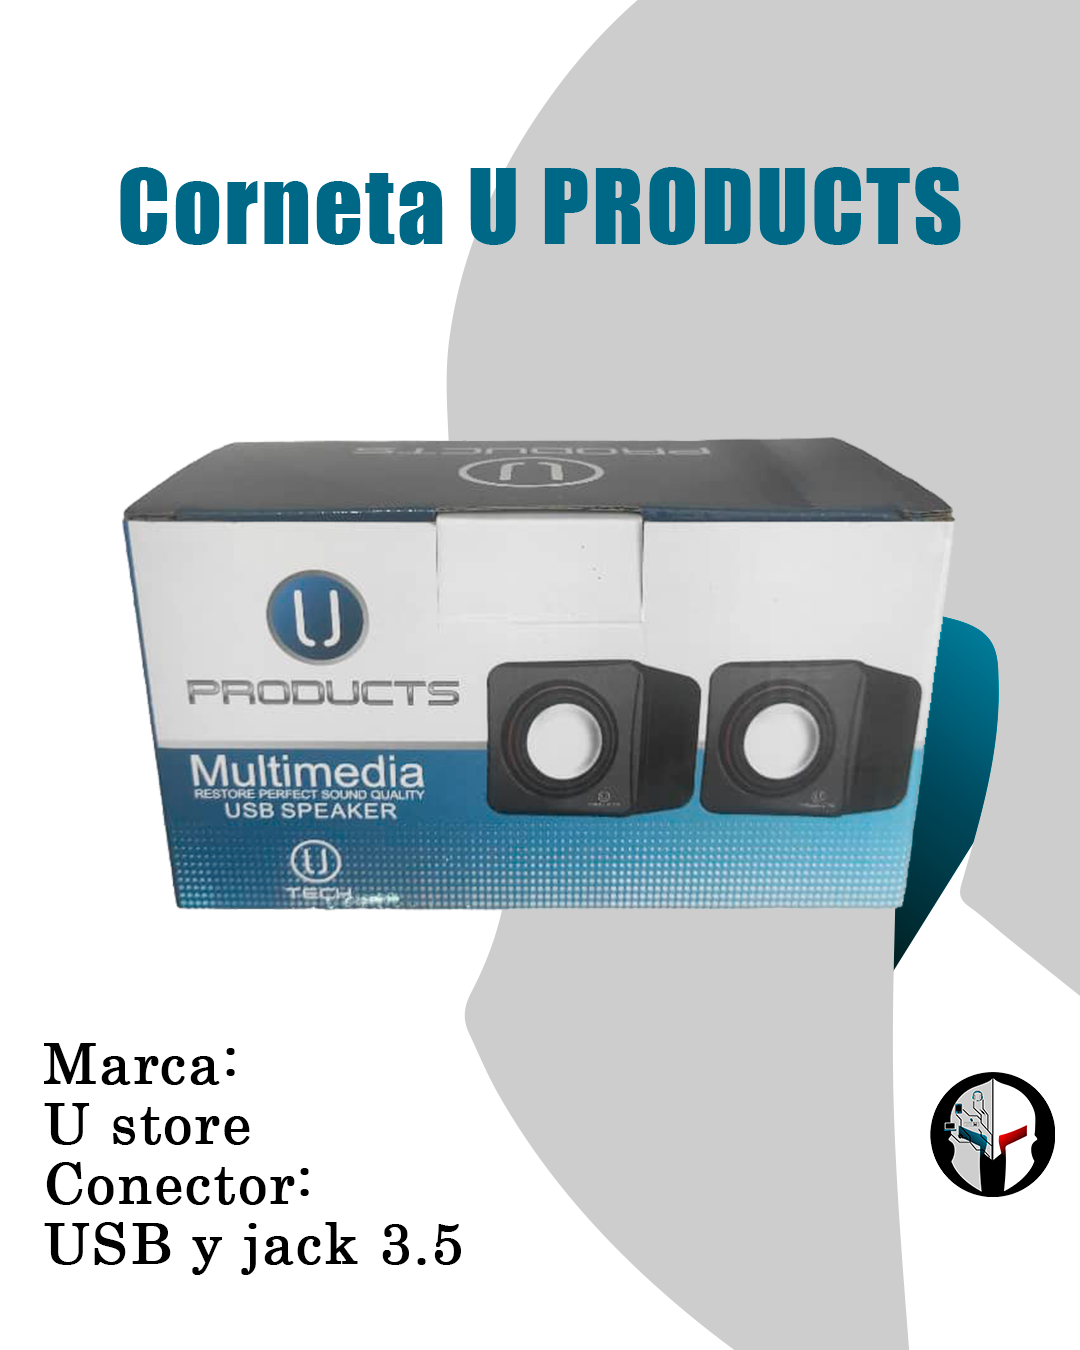 Corneta U PRODUCTS
PRODUCTS
U
U
PRODUCTS
Multimedia
RESTORE PERFECT SOUND QUALITY
USB SPEAKER
U
TECH
Marca:
U store
Conector:
USB y jack 3.5